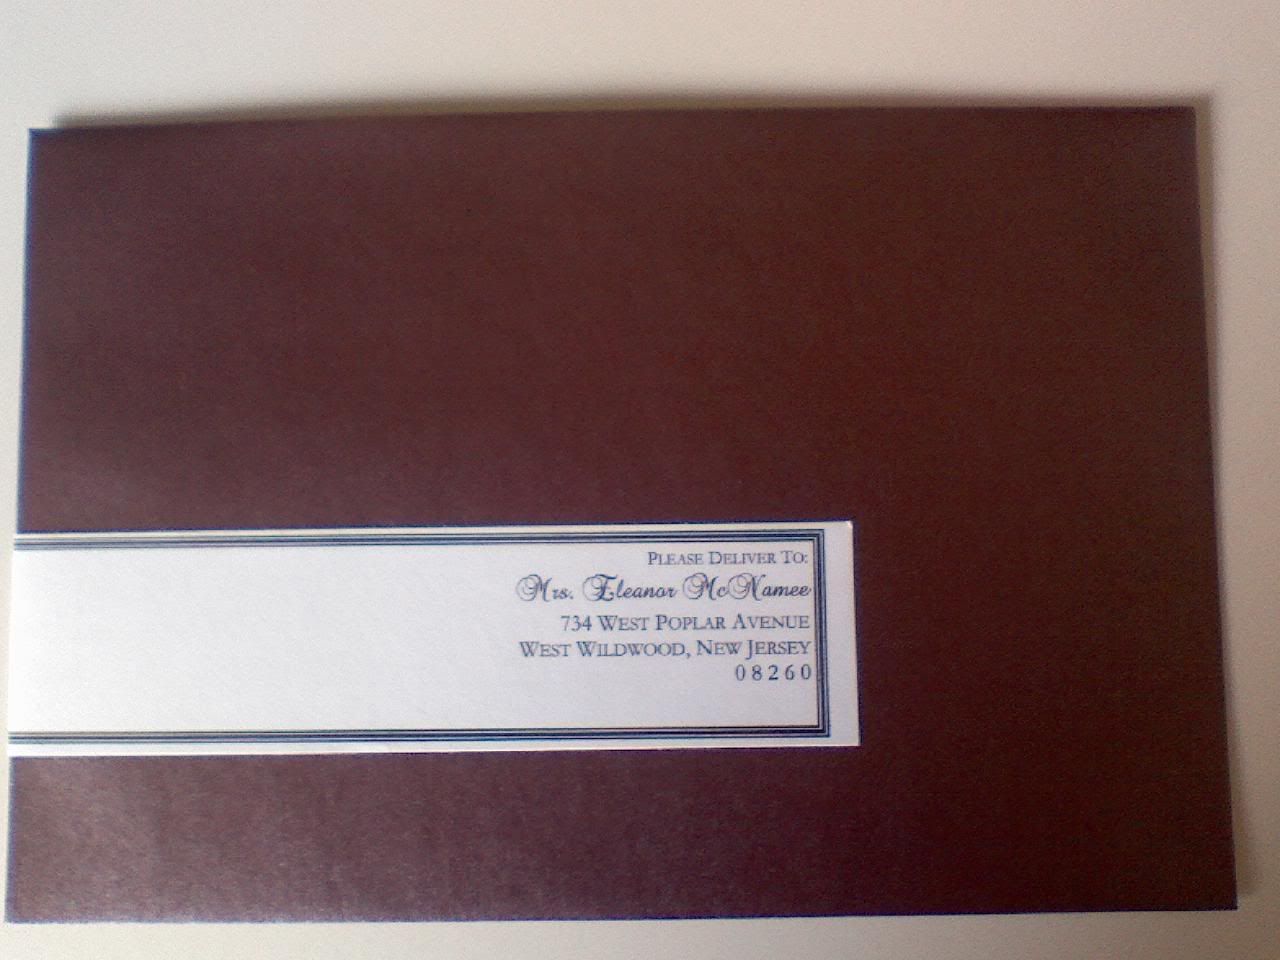 Please Deliver To:
Mrs. Eleanor McNamee
734 West Poplar Avenue
West Wildwood, New Jersey
08260